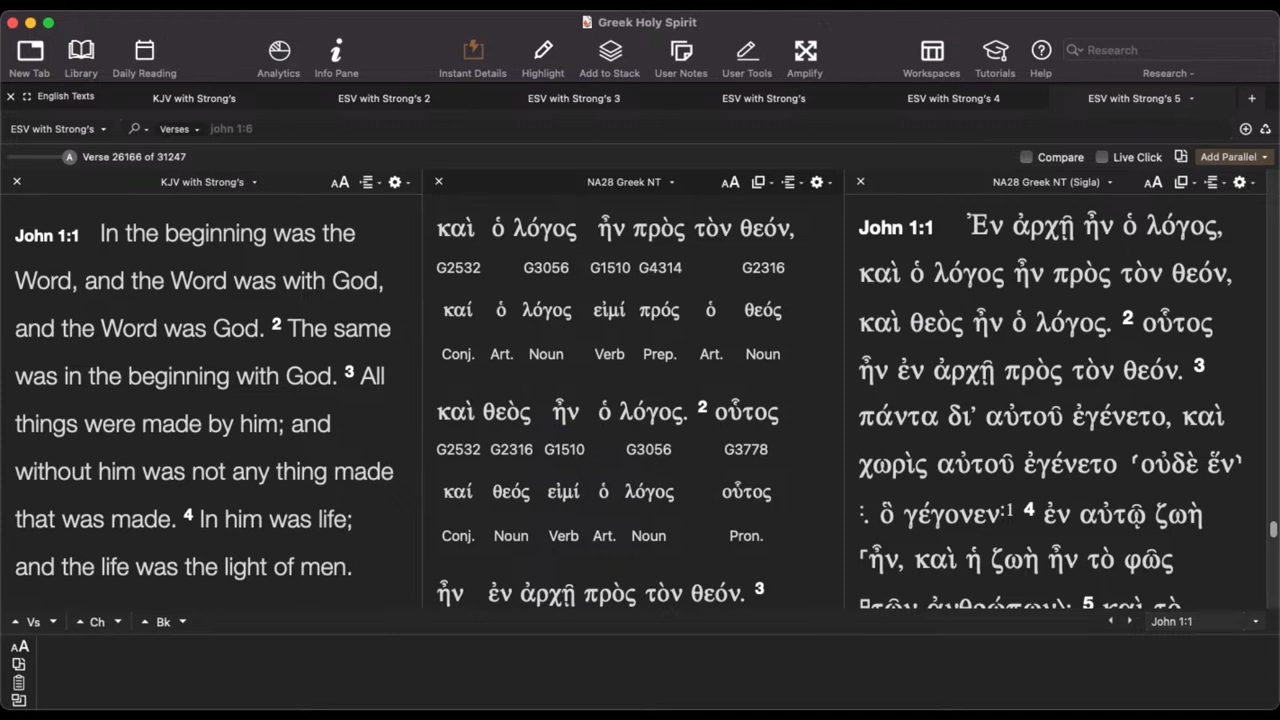 Greek Holy Spirit
New Tab Library Daily Reading Analytics Info Pane Instant Details Highlight Add to Stack User Notes User Tools Amplify Workspaces Tutorials Help Research
Research
English Texts KJV with Strong's ESV with Strong's 2 ESV with Strong's 3 ESV with Strong's ESV with Strong's 4 ESV with Strong's 5
ESV with Strong's Verses john 1:6
A Verse 26166 of 31247 Compare Live Click Add Parallel
KJV with Strong's AA
John 1:1 In the beginning was the
Word, and the Word was with God,
and the Word was God. 2 The same
was in the beginning with God. 3 All
things were made by him; and
without him was not any thing made
that was made. 4 In him was life;
and the life was the light of men.
NA28 Greek NT AA
καὶ ὁ λόγος ἦν πρὸς τὸν θεόν,
G2532 G3056 G1510 G4314 G2316
καί ὁ λόγος εἰμί πρός ὁ θεός
Conj. Art. Noun Verb Prep. Art. Noun
καὶ θεὸς ἦν ὁ λόγος. 2 οὗτος
G2532 G2316 G1510 G3056 G3778
καί θεός εἰμί ὁ λόγος οὗτος
Conj. Noun Verb Art. Noun Pron.
ἦν ἐν ἀρχῇ πρὸς τὸν θεόν. 3
NA28 Greek NT (Sigla) AA
John 1:1 Ἐν ἀρχῇ ἦν ὁ λόγος,
καὶ ὁ λόγος ἦν πρὸς τὸν θεόν,
καὶ θεὸς ἦν ὁ λόγος. 2 οὗτος
ἦν ἐν ἀρχῇ πρὸς τὸν θεόν. 3
πάντα δι’ αὐτοῦ ἐγένετο, καὶ
χωρὶς αὐτοῦ ἐγένετο ⸂οὐδὲ ἕν⸃
⸫ ὃ γέγονεν⁝1 4 ἐν αὐτῷ ζωὴ
⸀ἦν, καὶ ἡ ζωὴ ἦν τὸ φῶς
⸋τῶν ἀνθρώπων⸌· 5 καὶ τὸ
Vs Ch Bk John 1:1
AA